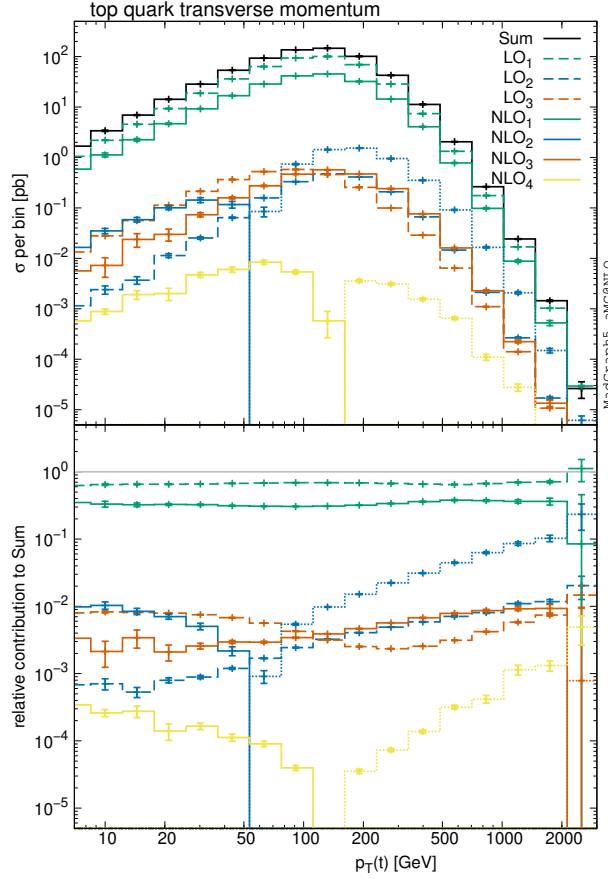 top quark transverse momentum
Sum
LO1
LO2
LO3
NLO1
NLO2
NLO3
NLO4
σ per bin [pb]
10^2
10^1
10^0
10^-1
10^-2
10^-3
10^-4
10^-5
MadGraph5_aMC@NLO
relative contribution to Sum
10^0
10^-1
10^-2
10^-3
10^-4
10^-5
10 20 50 100 200 500 1000 2000
pT(t) [GeV]